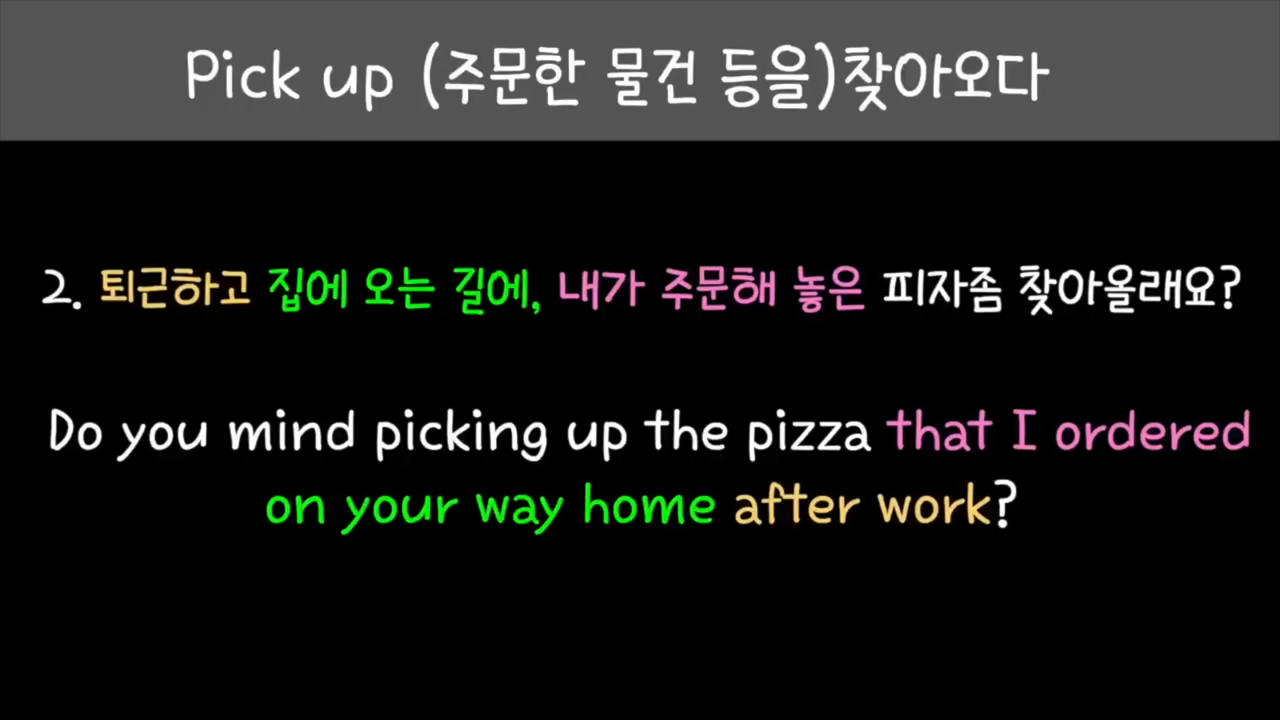 Pick up (주문한 물건 등을)찾아오다
2. 퇴근하고 집에 오는 길에, 내가 주문해 놓은 피자좀 찾아올래요?
Do you mind picking up the pizza that I ordered
on your way home after work?